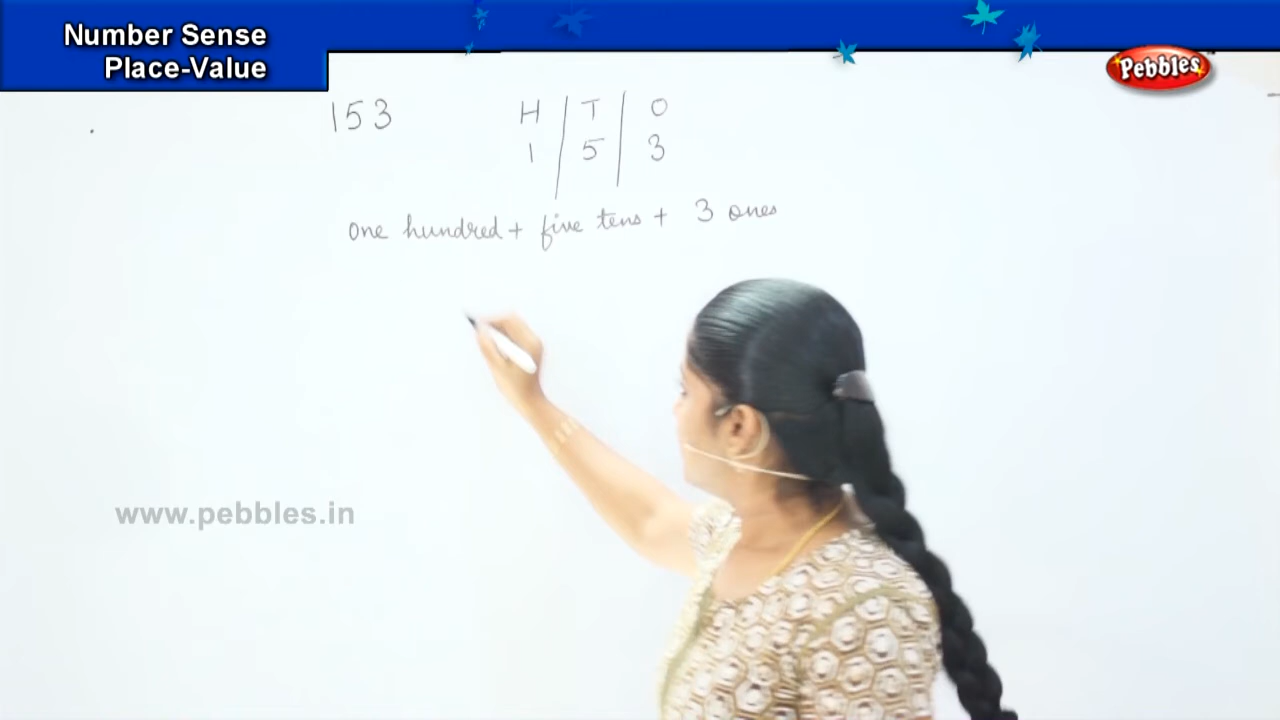 Number Sense
Place-Value
Pebbles
153
H T O
1 5 3
one hundred + five tens + 3 ones
www.pebbles.in